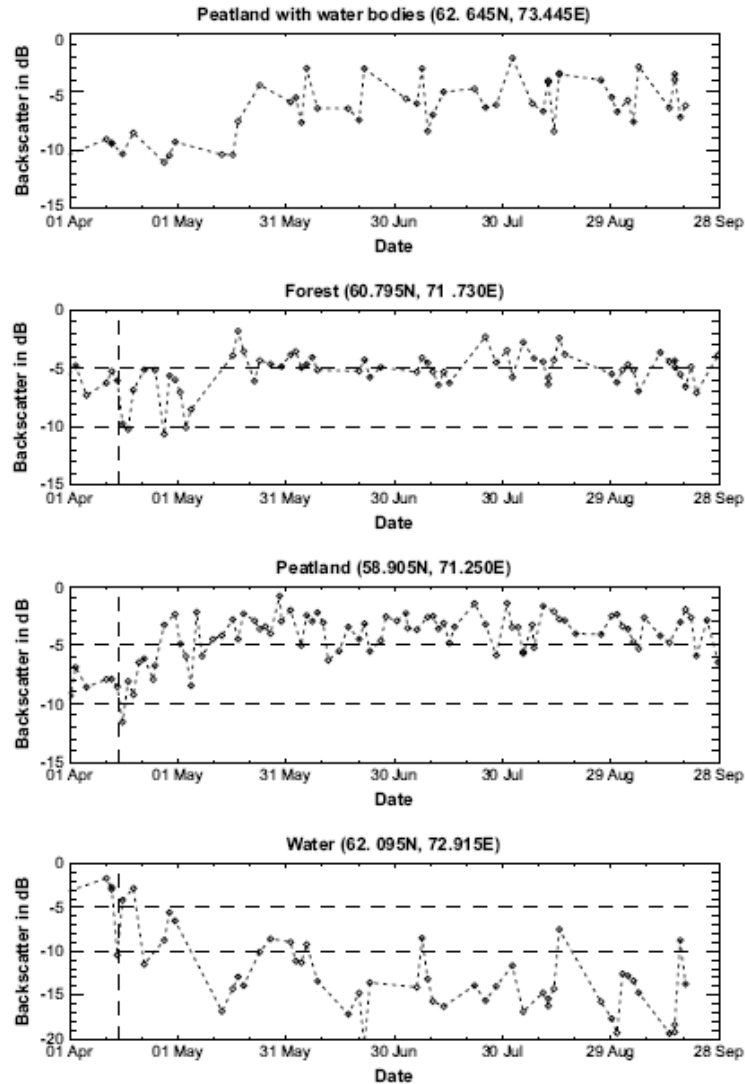 Peatland with water bodies (62. 645N, 73.445E)
0
-5
-10
-15
Backscatter in dB
01 Apr 01 May 31 May 30 Jun 30 Jul 29 Aug 28 Sep
Date
Forest (60.795N, 71 .730E)
0
-5
-10
-15
Backscatter in dB
01 Apr 01 May 31 May 30 Jun 30 Jul 29 Aug 28 Sep
Date
Peatland (58.905N, 71.250E)
0
-5
-10
-15
Backscatter in dB
01 Apr 01 May 31 May 30 Jun 30 Jul 29 Aug 28 Sep
Date
Water (62. 095N, 72.915E)
0
-5
-10
-15
-20
Backscatter in dB
01 Apr 01 May 31 May 30 Jun 30 Jul 29 Aug 28 Sep
Date